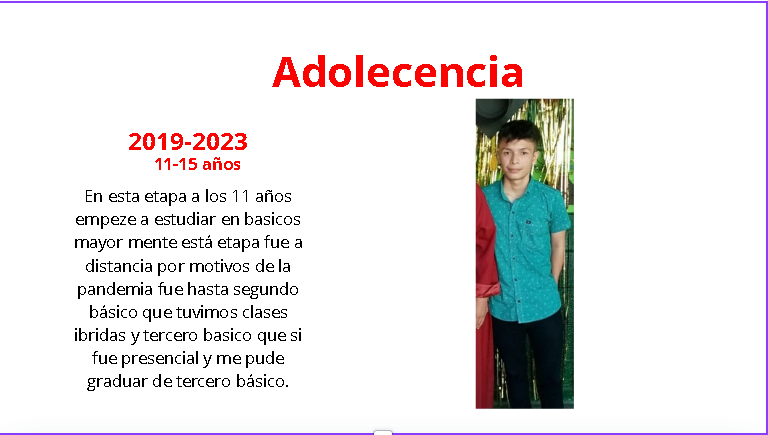 Adolecencia
2019-2023
11-15 años
En esta etapa a los 11 años
empeze a estudiar en basicos
mayor mente está etapa fue a
distancia por motivos de la
pandemia fue hasta segundo
básico que tuvimos clases
ibridas y tercero basico que si
fue presencial y me pude
graduar de tercero básico.